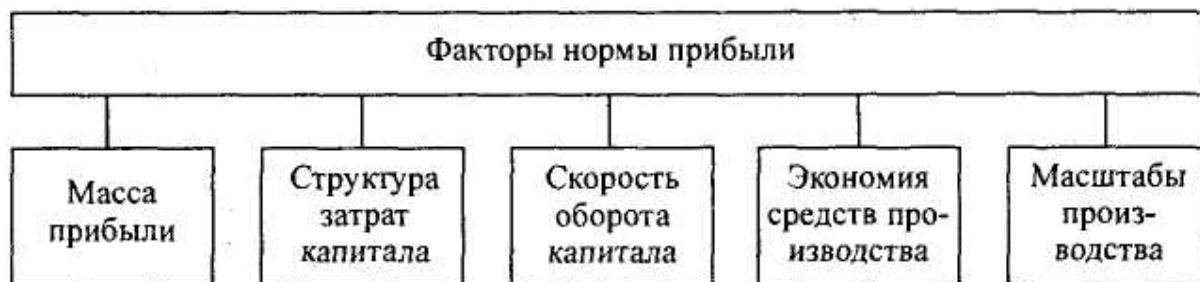 Факторы нормы прибыли
Масса
прибыли
Структура
затрат
капитала
Скорость
оборота
капитала
Экономия
средств про-
изводства
Масштабы
произ-
водства